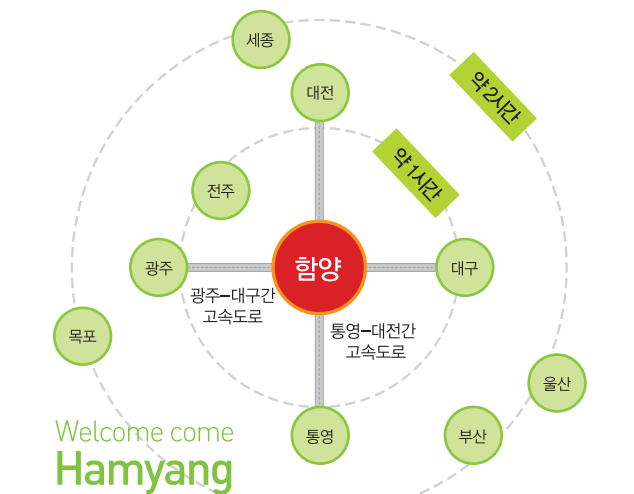 세종
대전
약 2시간
약 1시간
전주
광주
함양
대구
광주–대구간
고속도로
통영–대전간
고속도로
목포
울산
통영
부산
Welcome come
Hamyang